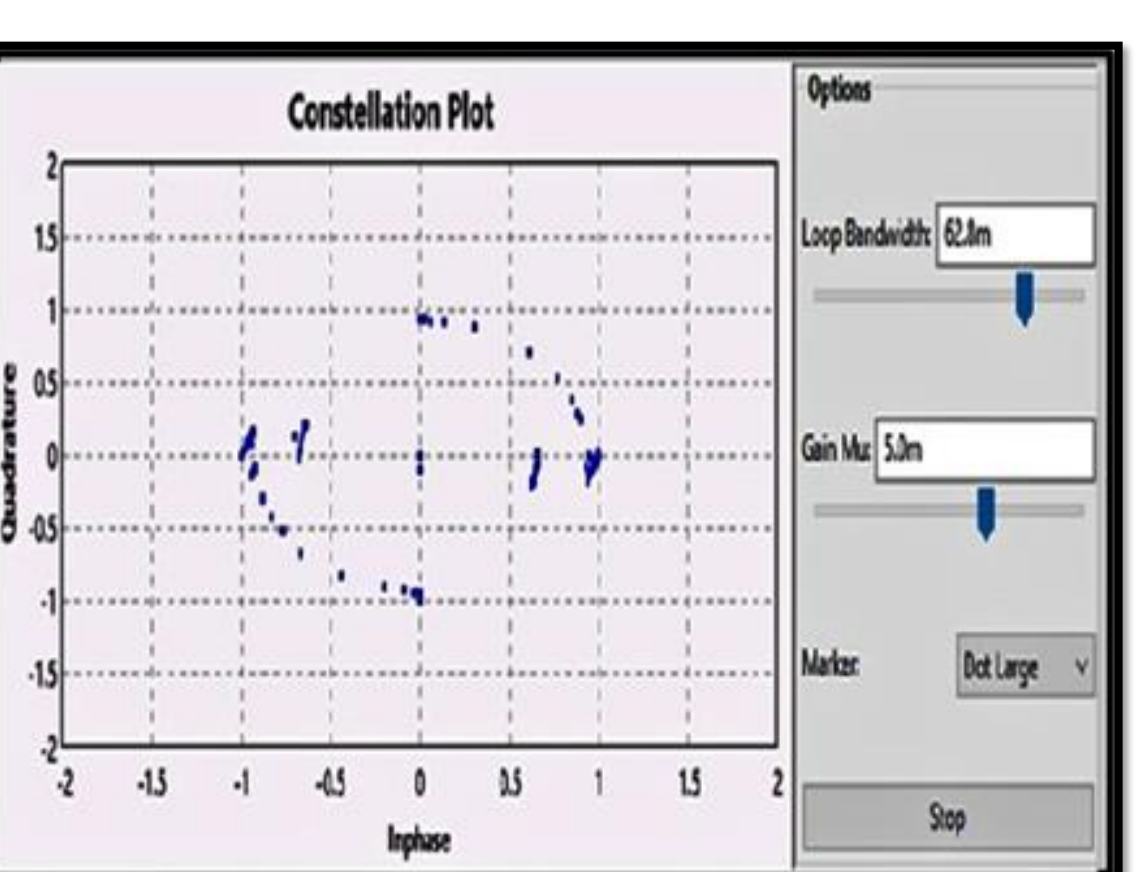 Constellation Plot
2
1.5
1
0.5
0
-0.5
-1
-1.5
-2
-2
-1.5
-1
-0.5
0
0.5
1
1.5
2
Quadrature
Inphase
Options
Loop Bandwidth: 62.8m
Gain Mu: 5.0m
Marker: Dot Large
Stop